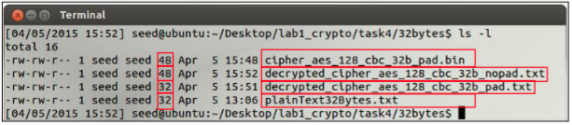 Terminal
[04/05/2015 15:52] seed@ubuntu:~/Desktop/lab1_crypto/task4/32bytes$ ls -l
total 16
-rw-rw-r-- 1 seed seed 48 Apr  5 15:48 cipher_aes_128_cbc_32b_pad.bin
-rw-rw-r-- 1 seed seed 48 Apr  5 15:52 decrypted_cipher_aes_128_cbc_32b_nopad.txt
-rw-rw-r-- 1 seed seed 32 Apr  5 15:51 decrypted_cipher_aes_128_cbc_32b_pad.txt
-rw-rw-r-- 1 seed seed 32 Apr  5 13:06 plainText32Bytes.txt
[04/05/2015 15:52] seed@ubuntu:~/Desktop/lab1_crypto/task4/32bytes$